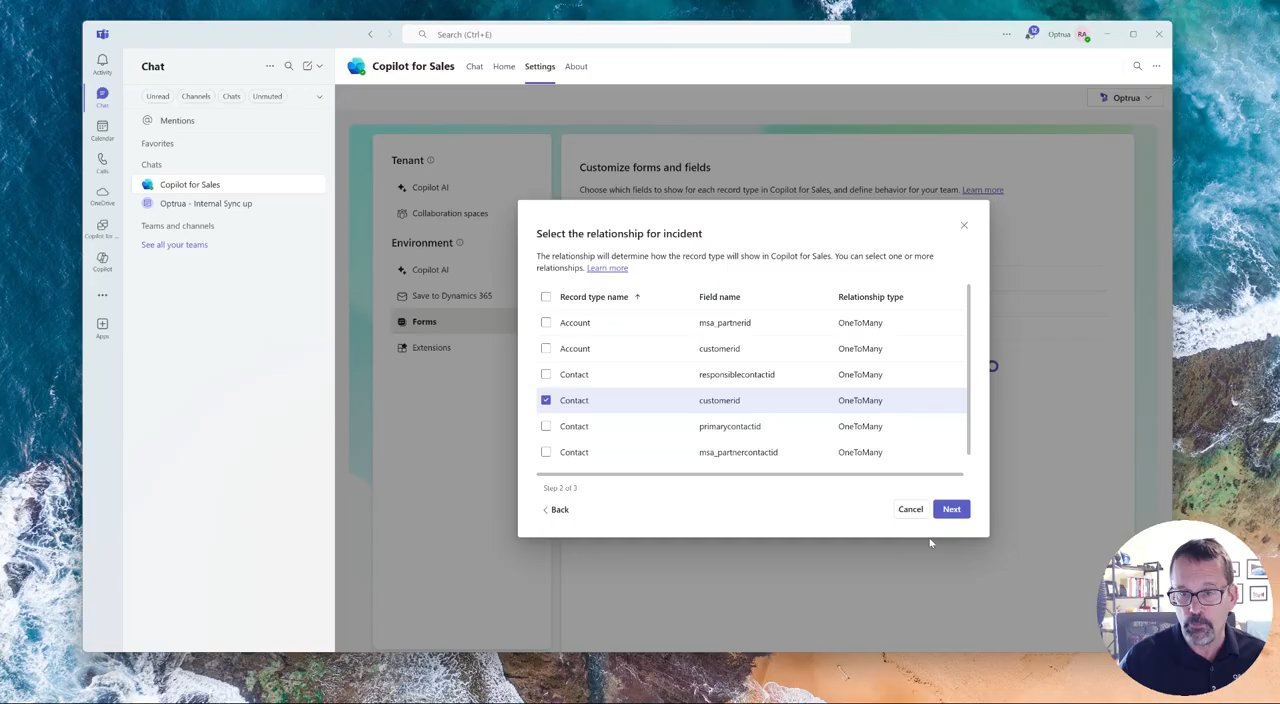 Search (Ctrl+E)
12
Optrua
RA
Activity
Chat
Calendar
Calls
OneDrive
Copilot for...
Copilot
Apps
Chat
Unread
Channels
Chats
Unmuted
Mentions
Favorites
Chats
Copilot for Sales
Optrua - Internal Sync up
Teams and channels
See all your teams
Copilot for Sales
Chat
Home
Settings
About
Optrua
Tenant
Copilot AI
Collaboration spaces
Environment
Copilot AI
Save to Dynamics 365
Forms
Extensions
Customize forms and fields
Choose which fields to show for each record type in Copilot for Sales, and define behavior for your team. Learn more
Select the relationship for incident
The relationship will determine how the record type will show in Copilot for Sales. You can select one or more
relationships. Learn more
Record type name Field name Relationship type
Account msa_partnerid OneToMany
Account customerid OneToMany
Contact responsiblecontactid OneToMany
Contact customerid OneToMany
Contact primarycontactid OneToMany
Contact msa_partnercontactid OneToMany
Step 2 of 3
Back
Cancel
Next